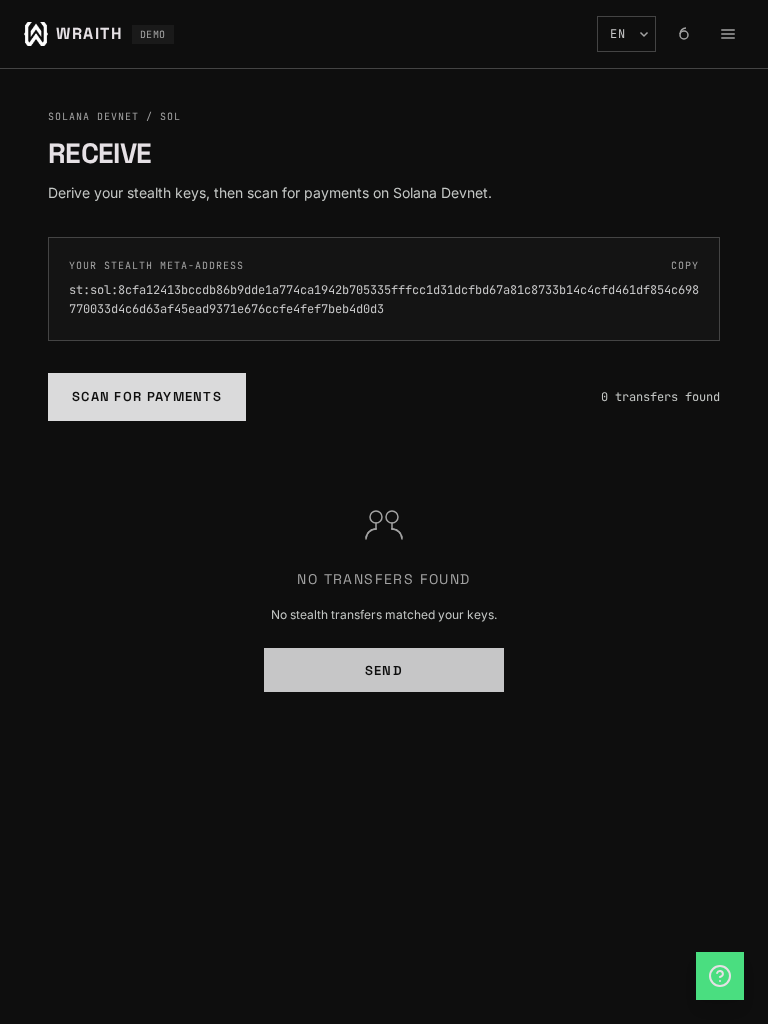 WRAITH DEMO EN
SOLANA DEVNET / SOL
RECEIVE
Derive your stealth keys, then scan for payments on Solana Devnet.
YOUR STEALTH META-ADDRESS COPY
st:sol:8cfa12413bccdb86b9dde1a774ca1942b705335fffcc1d31dcfbd67a81c8733b14c4cfd461df854c698
770033d4c6d63af45ead9371e676ccfe4fef7beb4d0d3
SCAN FOR PAYMENTS 0 transfers found
NO TRANSFERS FOUND
No stealth transfers matched your keys.
SEND